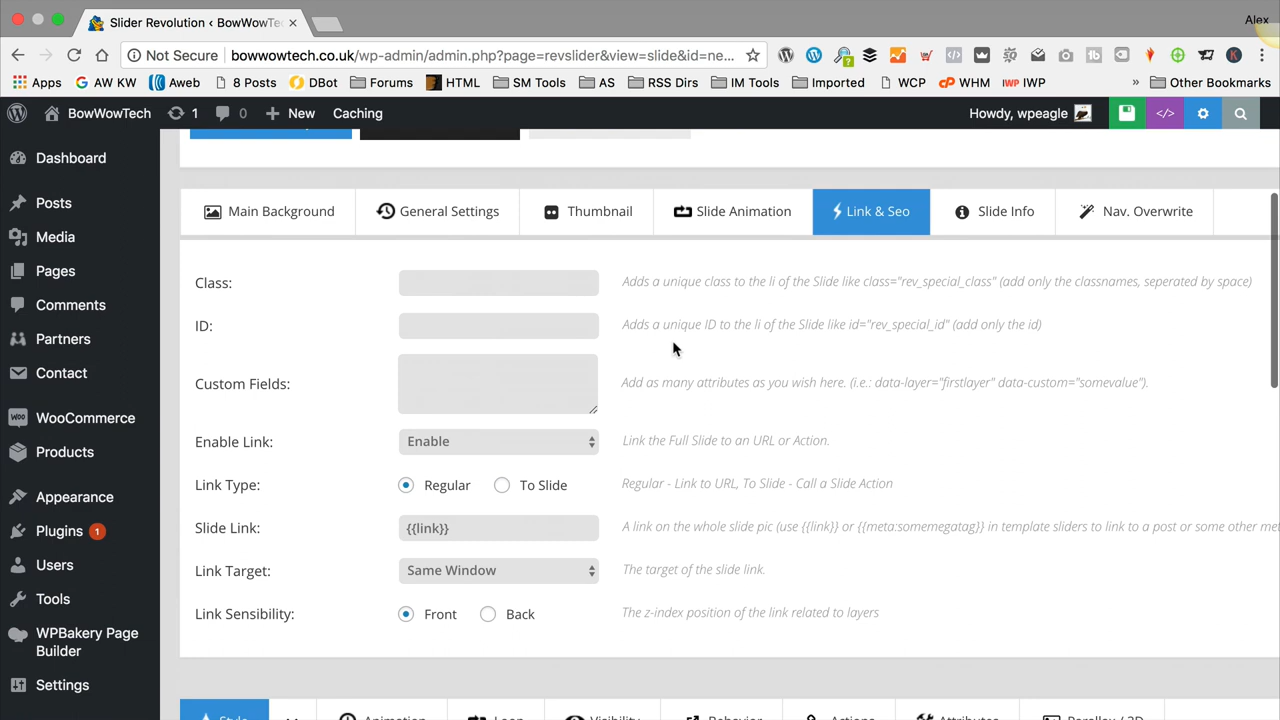 Slider Revolution ‹ BowWowTec
Alex
Not Secure bowwowtech.co.uk/wp-admin/admin.php?page=revslider&view=slide&id=ne...
Apps AW KW Aweb 8 Posts DBot Forums HTML SM Tools AS RSS Dirs IM Tools Imported WCP WHM IWP » Other Bookmarks
BowWowTech 1 0 New Caching Howdy, wpeagle
Dashboard
Posts
Media
Pages
Comments
Partners
Contact
WooCommerce
Products
Appearance
Plugins 1
Users
Tools
WPBakery Page
Builder
Settings
Main Background General Settings Thumbnail Slide Animation Link & Seo Slide Info Nav. Overwrite
Class: Adds a unique class to the li of the Slide like class="rev_special_class" (add only the classnames, seperated by space)
ID: Adds a unique ID to the li of the Slide like id="rev_special_id" (add only the id)
Custom Fields: Add as many attributes as you wish here. (i.e.: data-layer="firstlayer" data-custom="somevalue").
Enable Link: Enable Link the Full Slide to an URL or Action.
Link Type: Regular To Slide Regular - Link to URL, To Slide - Call a Slide Action
Slide Link: {{link}} A link on the whole slide pic (use {{link}} or {{meta:somemegatag}} in template sliders to link to a post or some other met
Link Target: Same Window The target of the slide link.
Link Sensibility: Front Back The z-index position of the link related to layers
Style Animation Loop Visibility Behavior Actions Attributes Parallax / 3D